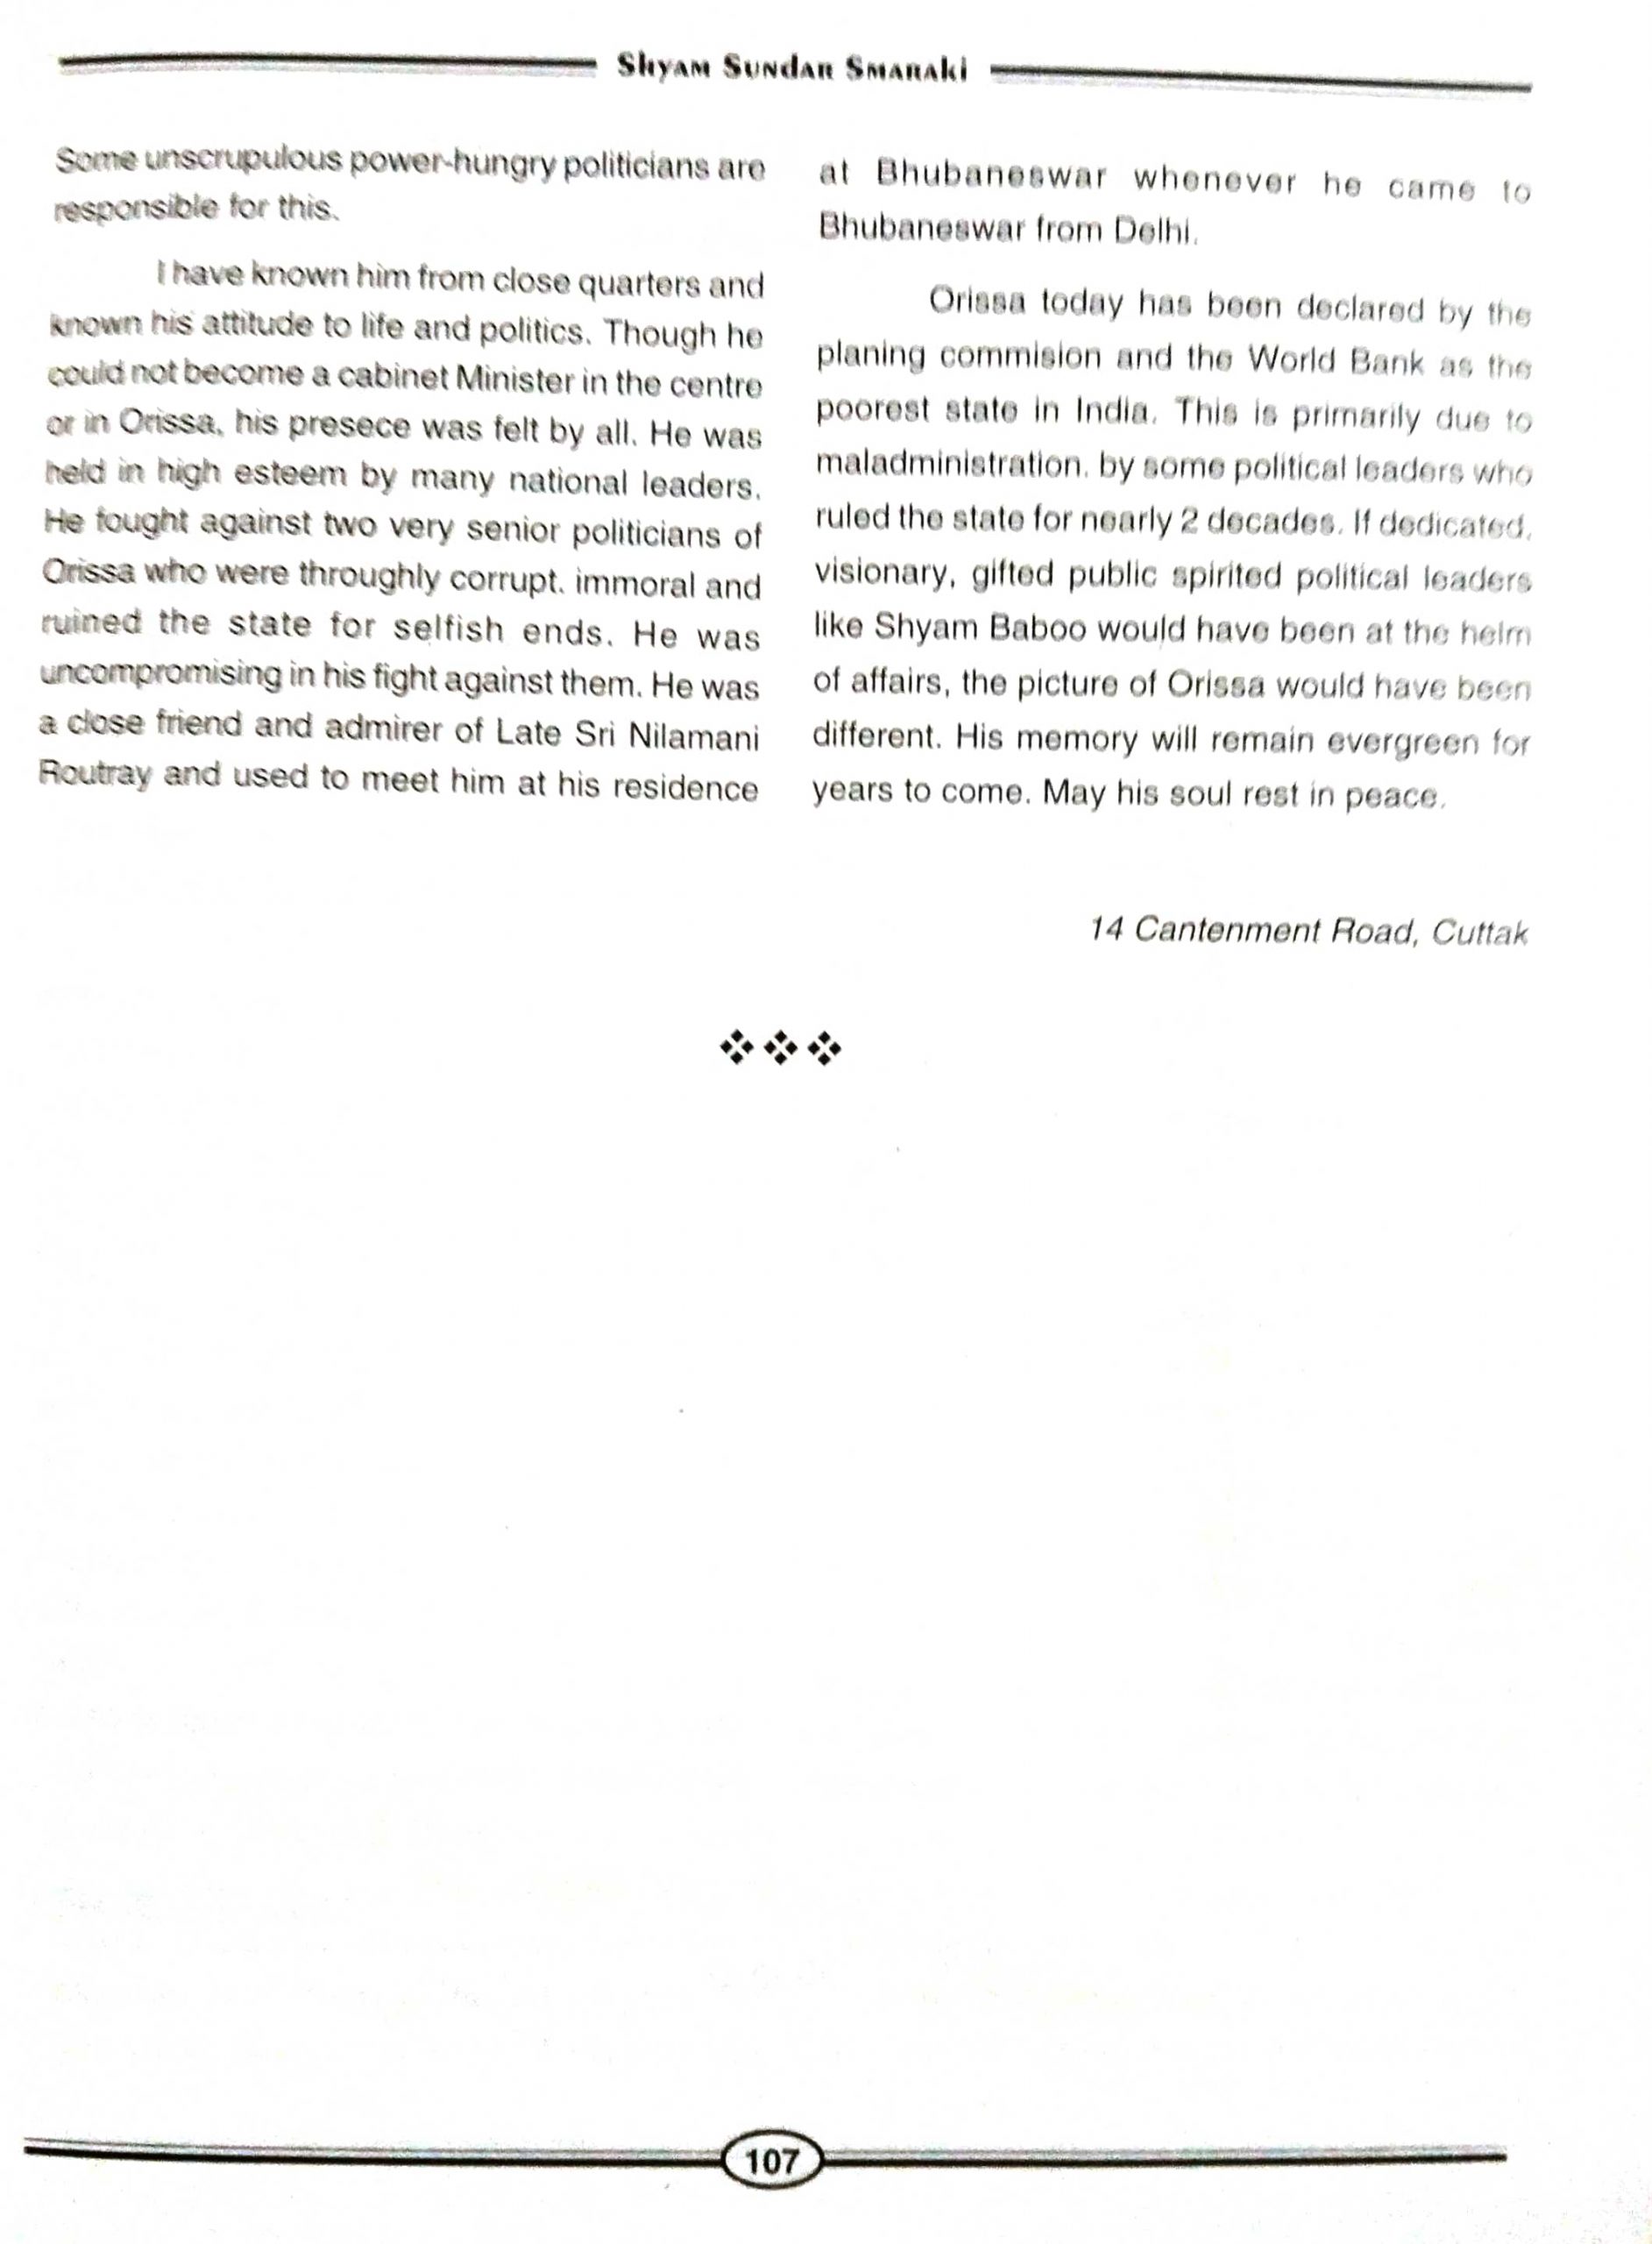 Shyam Sundar Smaraki
Some unscrupulous power-hungry politicians are
responsible for this.
I have known him from close quarters and
known his attitude to life and politics. Though he
could not become a cabinet Minister in the centre
or in Orissa, his presece was felt by all. He was
held in high esteem by many national leaders.
He fought against two very senior politicians of
Orissa who were throughly corrupt. immoral and
ruined the state for selfish ends. He was
uncompromising in his fight against them. He was
a close friend and admirer of Late Sri Nilamani
Routray and used to meet him at his residence
at Bhubaneswar whenever he came to
Bhubaneswar from Delhi.
Orissa today has been declared by the
planing commision and the World Bank as the
poorest state in India. This is primarily due to
maladministration. by some political leaders who
ruled the state for nearly 2 decades. If dedicated,
visionary, gifted public spirited political leaders
like Shyam Baboo would have been at the helm
of affairs, the picture of Orissa would have been
different. His memory will remain evergreen for
years to come. May his soul rest in peace.
14 Cantenment Road, Cuttak
107